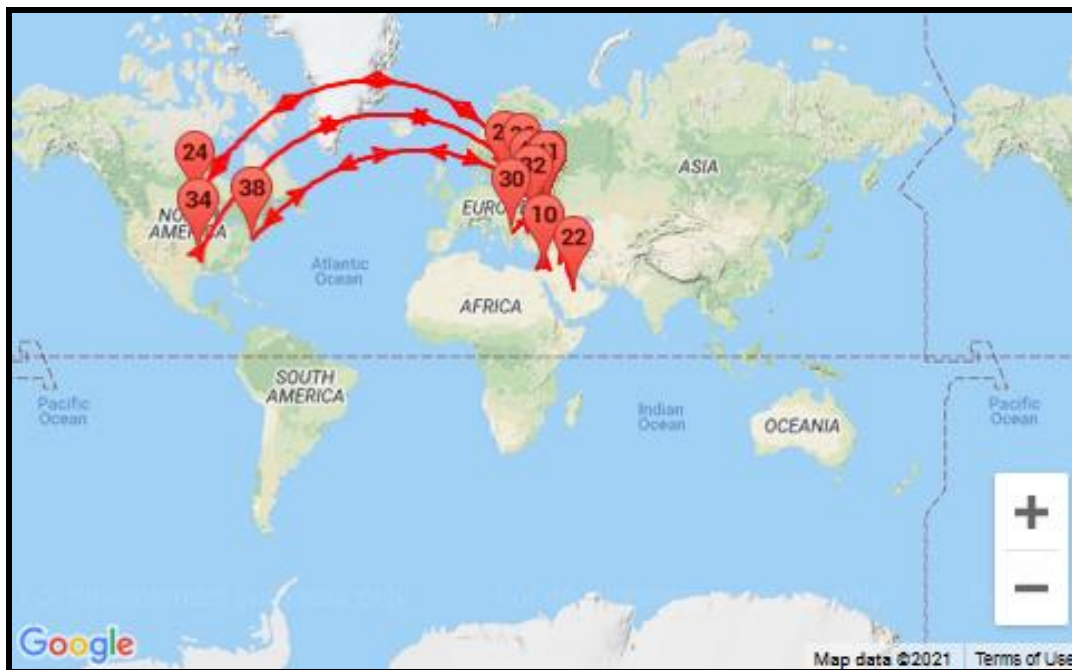 24
34
38
32
30
10
22
NO
AMERICA
EURO
ASIA
Atlantic
Ocean
AFRICA
SOUTH
AMERICA
Pacific
Ocean
Indian
Ocean
OCEANIA
Pacific
Ocean
+
−
Google
Map data ©2021 Terms of Use